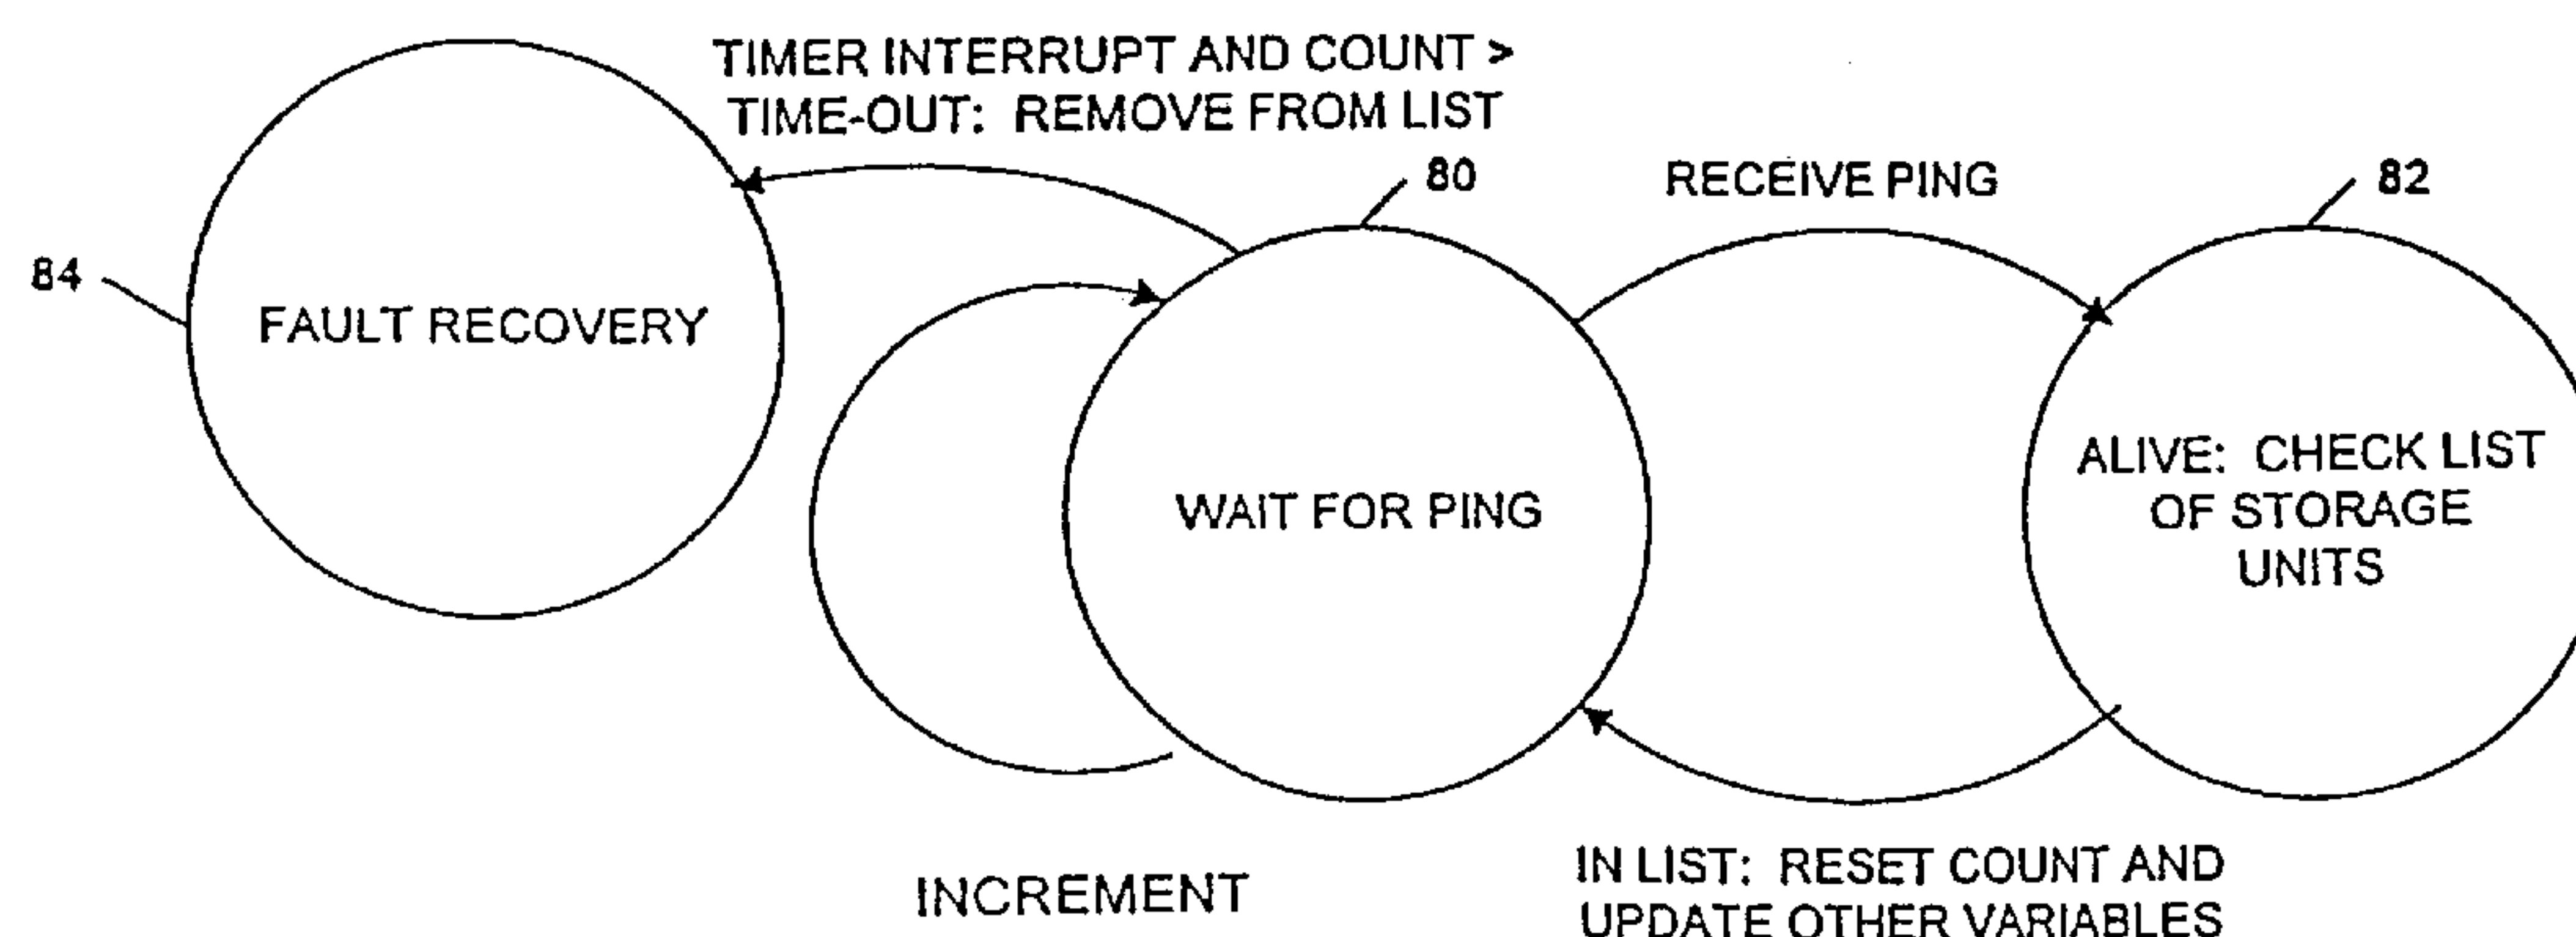 TIMER INTERRUPT AND COUNT >
TIME-OUT: REMOVE FROM LIST
80
RECEIVE PING
82
84
FAULT RECOVERY
WAIT FOR PING
ALIVE: CHECK LIST
OF STORAGE
UNITS
INCREMENT
IN LIST: RESET COUNT AND
UPDATE OTHER VARIABLES